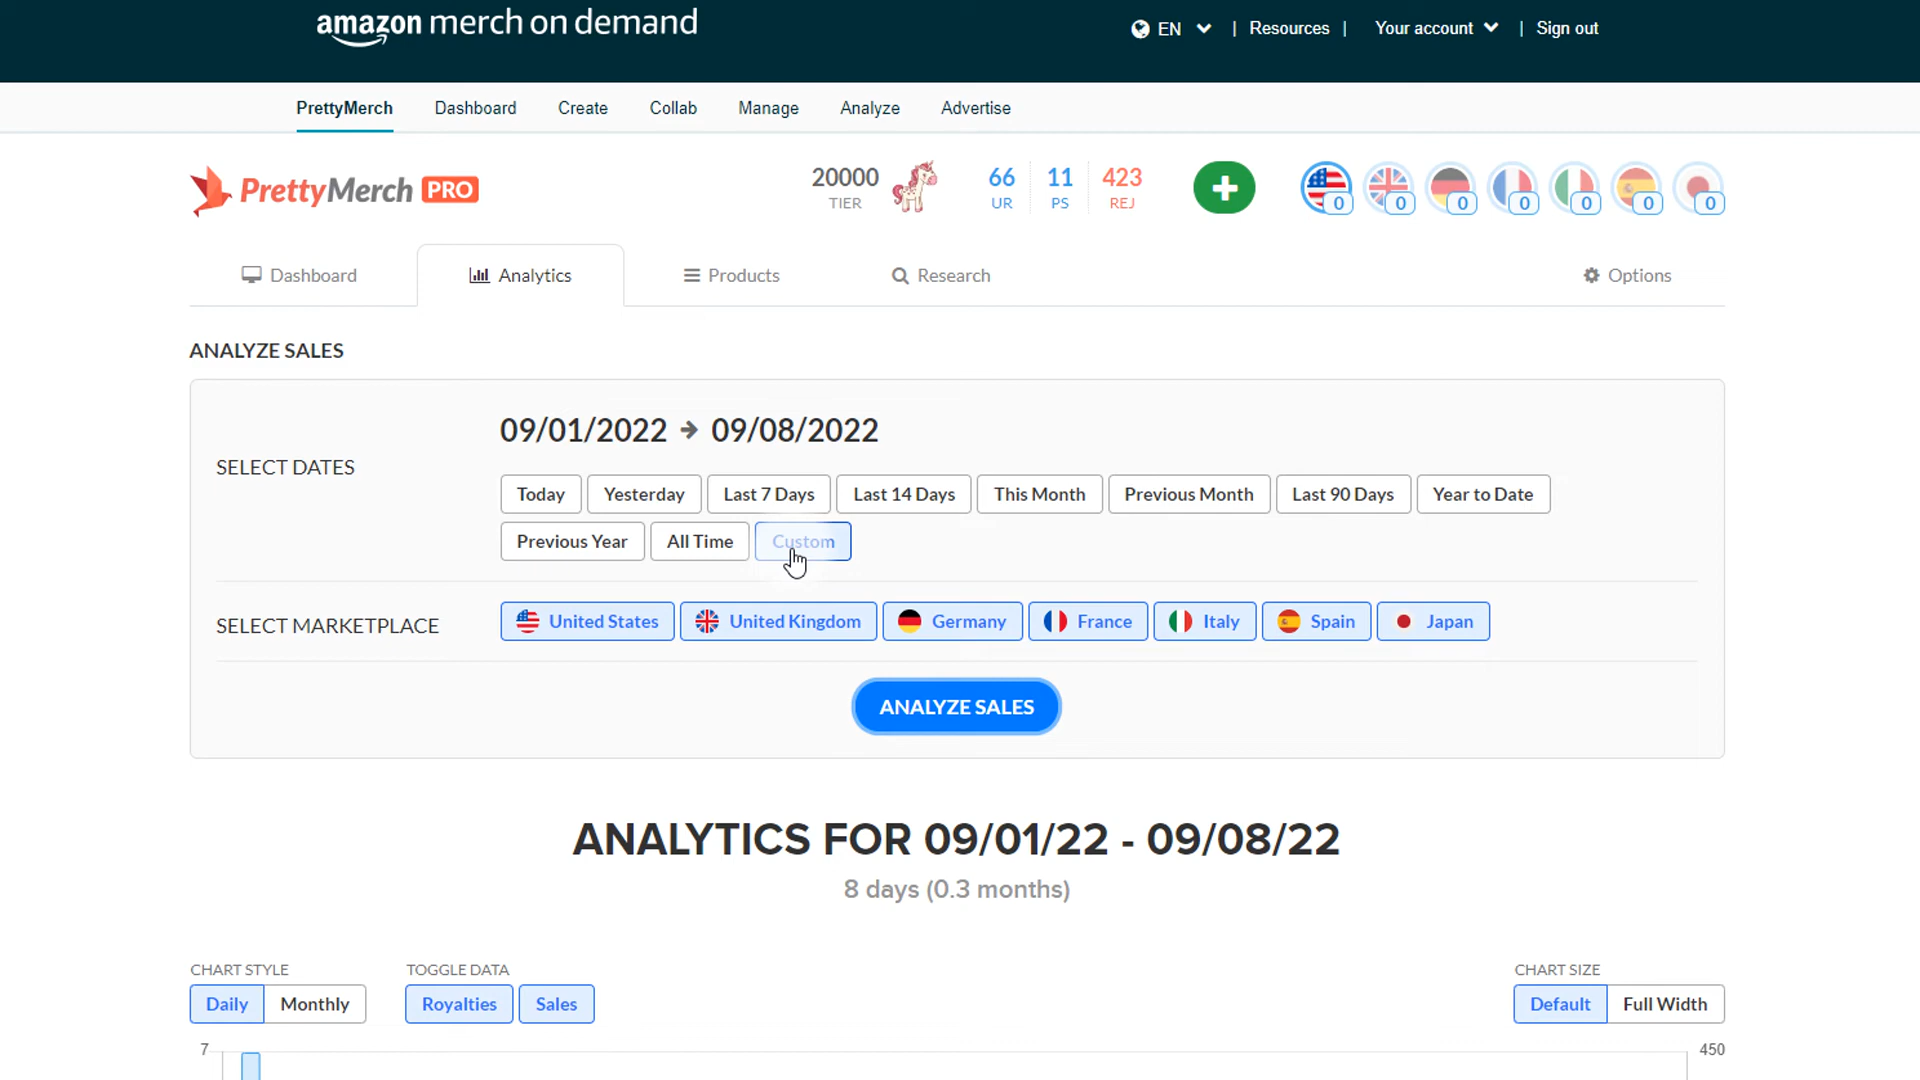 amazon merch on demand
EN | Resources | Your account | Sign out
PrettyMerch Dashboard Create Collab Manage Analyze Advertise
PrettyMerch PRO
20000 66 11 423
TIER UR PS REJ
0 0 0 0 0 0 0
Dashboard Analytics Products Research Options
ANALYZE SALES
09/01/2022 → 09/08/2022
SELECT DATES
Today Yesterday Last 7 Days Last 14 Days This Month Previous Month Last 90 Days Year to Date
Previous Year All Time Custom
SELECT MARKETPLACE United States United Kingdom Germany France Italy Spain Japan
ANALYZE SALES
ANALYTICS FOR 09/01/22 - 09/08/22
8 days (0.3 months)
CHART STYLE TOGGLE DATA CHART SIZE
Daily Monthly Royalties Sales Default Full Width
7 450